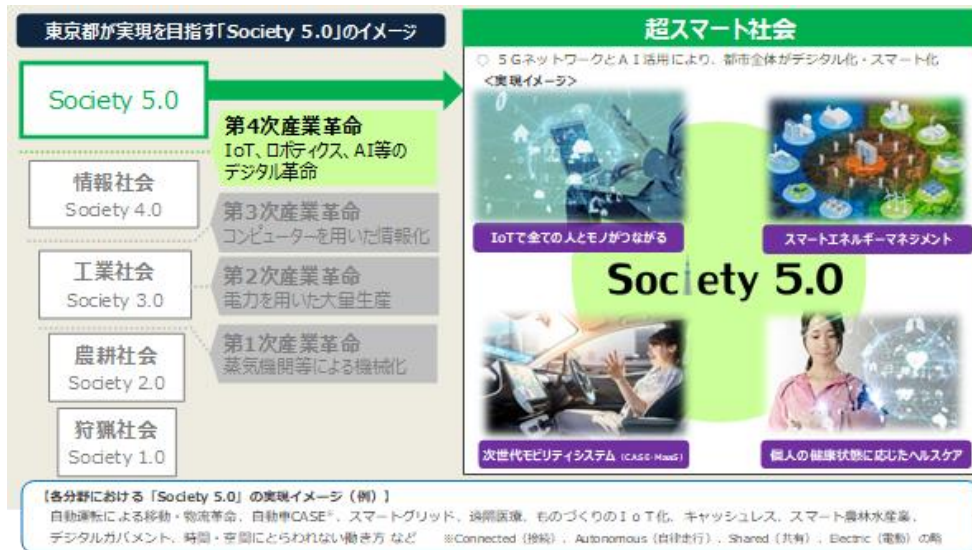 東京都が実現を目指す「Society 5.0」のイメージ
Society 5.0
第4次産業革命
IoT、ロボティクス、AI等の
デジタル革命
情報社会
Society 4.0
第3次産業革命
コンピューターを用いた情報化
工業社会
Society 3.0
第2次産業革命
電力を用いた大量生産
農耕社会
Society 2.0
第1次産業革命
蒸気機関等による機械化
狩猟社会
Society 1.0
超スマート社会
○ 5GネットワークとAI活用により、都市全体がデジタル化・スマート化
<実現イメージ>
IoTで全ての人とモノがつながる
スマートエネルギーマネジメント
Society 5.0
次世代モビリティシステム (CASE・MaaS)
個人の健康状態に応じたヘルスケア
【各分野における「Society 5.0」の実現イメージ（例）】
自動運転による移動・物流革命、自動車CASE※、スマートグリッド、遠隔医療、ものづくりのIoT化、キャッシュレス、スマート農林水産業、
デジタルガバメント、時間・空間にとらわれない働き方 など ※Connected（接続）、Autonomous（自律走行）、Shared（共有）、Electric（電動）の略